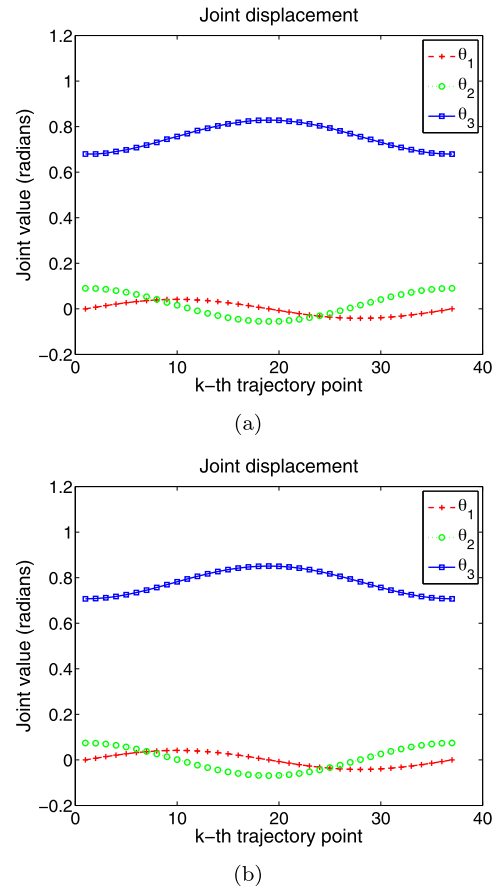 Joint displacement
1.2
1
0.8
0.6
0.4
0.2
0
−0.2
Joint value (radians)
θ1
θ2
θ3
0 10 20 30 40
k−th trajectory point
(a)
Joint displacement
1.2
1
0.8
0.6
0.4
0.2
0
−0.2
Joint value (radians)
θ1
θ2
θ3
0 10 20 30 40
k−th trajectory point
(b)